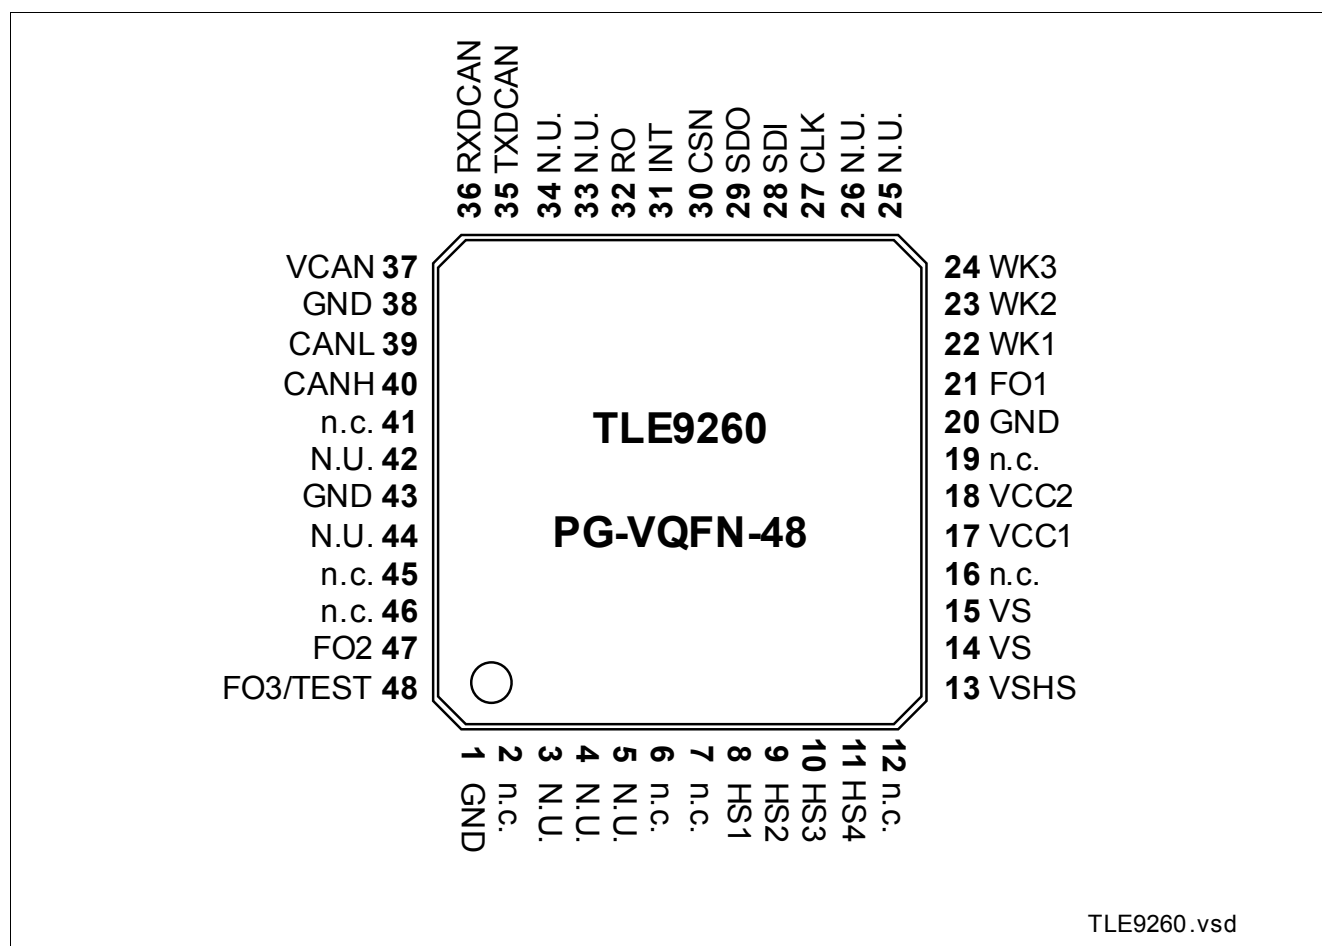 36 RXDCAN
35 TXDCAN
34 N.U.
33 N.U.
32 RO
31 INT
30 CSN
29 SDO
28 SDI
27 CLK
26 N.U.
25 N.U.
VCAN 37
GND 38
CANL 39
CANH 40
n.c. 41
N.U. 42
GND 43
N.U. 44
n.c. 45
n.c. 46
FO2 47
FO3/TEST 48
TLE9260
PG-VQFN-48
24 WK3
23 WK2
22 WK1
21 FO1
20 GND
19 n.c.
18 VCC2
17 VCC1
16 n.c.
15 VS
14 VS
13 VSHS
1 GND
2 n.c.
3 N.U.
4 N.U.
5 N.U.
6 n.c.
7 n.c.
8 HS1
9 HS2
10 HS3
11 HS4
12 n.c.
TLE9260.vsd